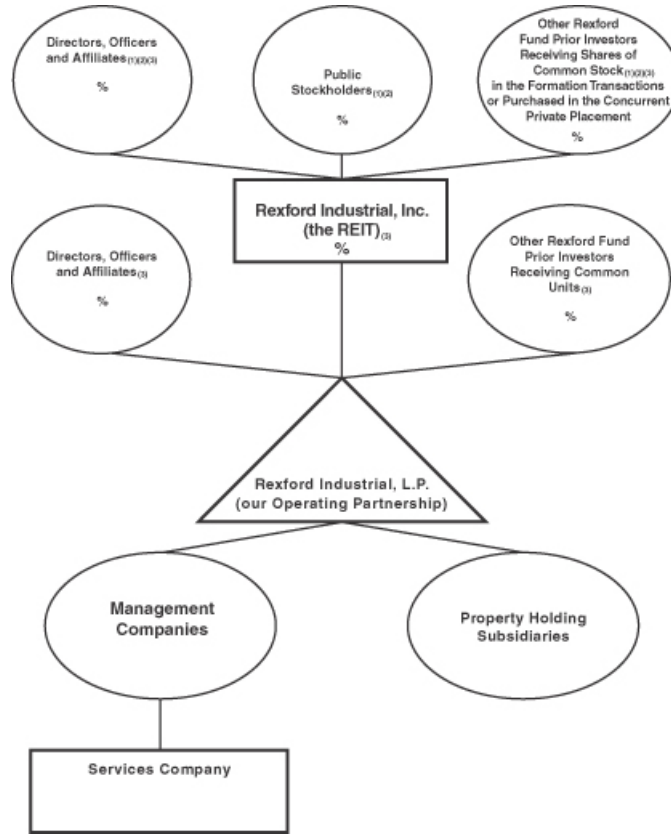 Directors, Officers
and Affiliates(1)(2)(3)
%
Public
Stockholders(1)(2)
%
Other Rexford
Fund Prior Investors
Receiving Shares of
Common Stock(1)(2)(3)
in the Formation Transactions
or Purchased in the Concurrent
Private Placement
%
Rexford Industrial, Inc.
(the REIT)(3)
%
Directors, Officers
and Affiliates(3)
%
Other Rexford Fund
Prior Investors
Receiving Common
Units(3)
%
Rexford Industrial, L.P.
(our Operating Partnership)
Management
Companies
Property Holding
Subsidiaries
Services Company